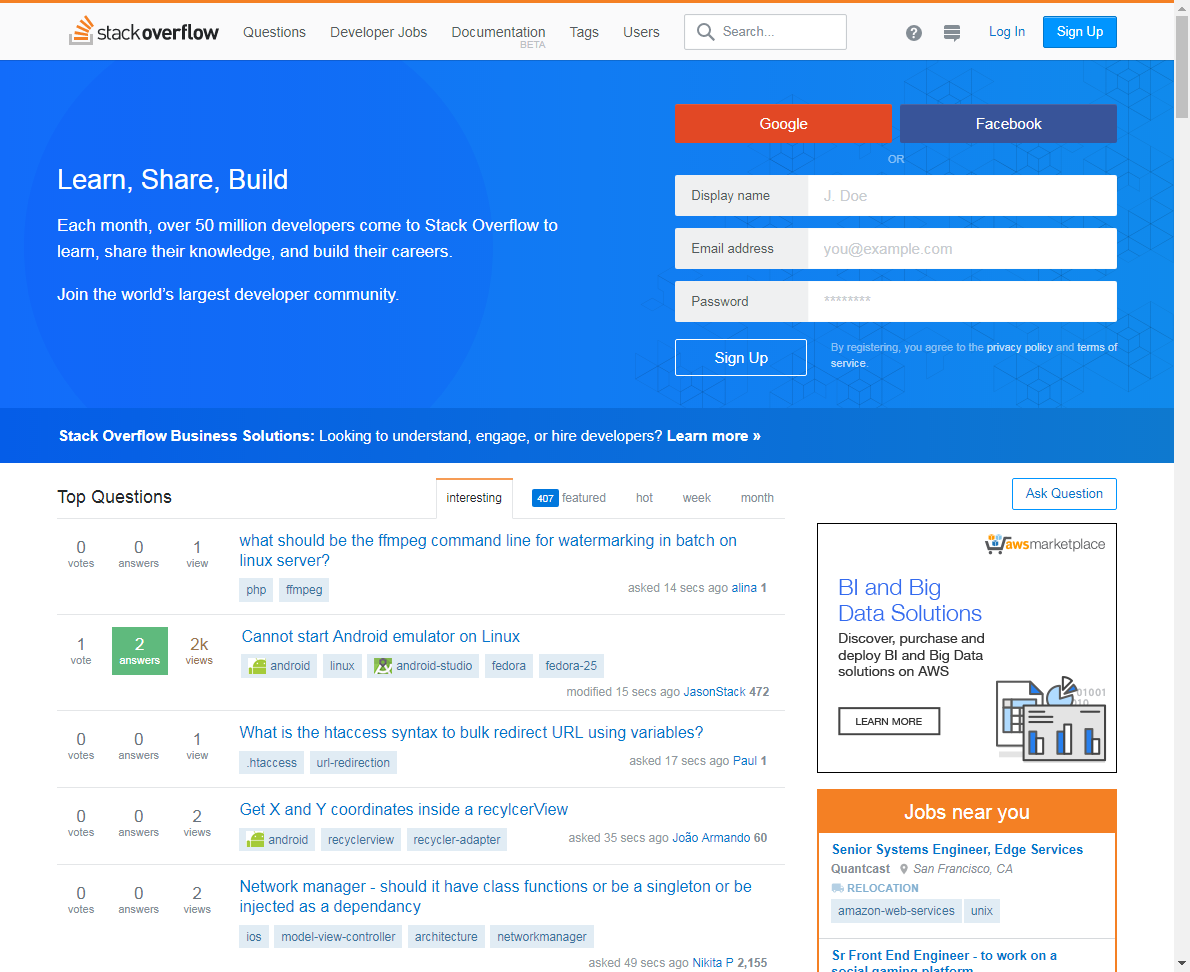 stackoverflow Questions Developer Jobs Documentation BETA Tags Users Search... Log In Sign Up
Google Facebook
OR
Learn, Share, Build
Each month, over 50 million developers come to Stack Overflow to
learn, share their knowledge, and build their careers.
Join the world's largest developer community.
Display name J. Doe
Email address you@example.com
Password ********
Sign Up
By registering, you agree to the privacy policy and terms of
service.
Stack Overflow Business Solutions: Looking to understand, engage, or hire developers? Learn more »
Top Questions interesting 407 featured hot week month
0 votes 0 answers 1 view
what should be the ffmpeg command line for watermarking in batch on
linux server?
php ffmpeg
asked 14 secs ago alina 1
1 vote 2 answers 2k views
Cannot start Android emulator on Linux
android linux android-studio fedora fedora-25
modified 15 secs ago JasonStack 472
0 votes 0 answers 1 view
What is the htaccess syntax to bulk redirect URL using variables?
.htaccess url-redirection
asked 17 secs ago Paul 1
0 votes 0 answers 2 views
Get X and Y coordinates inside a recylcerView
android recyclerview recycler-adapter
asked 35 secs ago João Armando 60
0 votes 0 answers 2 views
Network manager - should it have class functions or be a singleton or be
injected as a dependancy
ios model-view-controller architecture networkmanager
asked 49 secs ago Nikita P 2,155
Ask Question
awsmarketplace
BI and Big
Data Solutions
Discover, purchase and
deploy BI and Big Data
solutions on AWS
LEARN MORE
01001
010
Jobs near you
Senior Systems Engineer, Edge Services
Quantcast San Francisco, CA
RELOCATION
amazon-web-services unix
Sr Front End Engineer - to work on a
social gaming platform